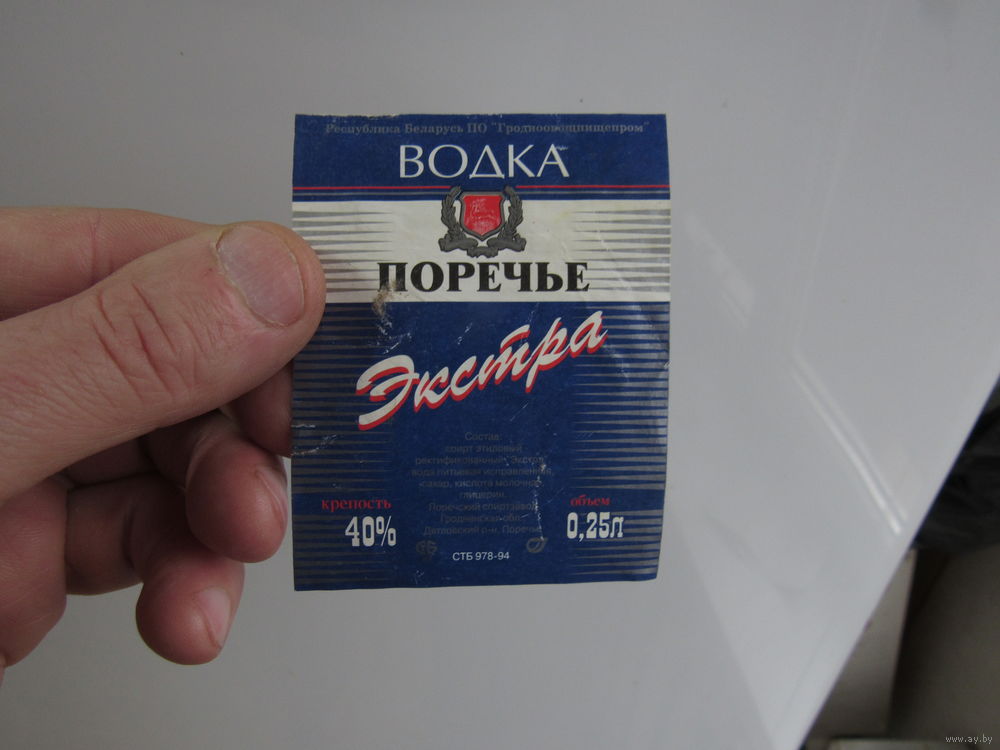 Республика Беларусь ПО "Гродноовощпищепром"
ВОДКА
ПОРЕЧЬЕ
Экстра
Состав:
спирт этиловый
ректификованный "Экстра"
вода питьевая исправленная,
сахар, кислота молочная,
глицерин.
Поречский спиртзавод
Гродненская обл.
р-н, Поречье
крепость
40%
объем
0,25л
СТБ 978-94
www.ay.by